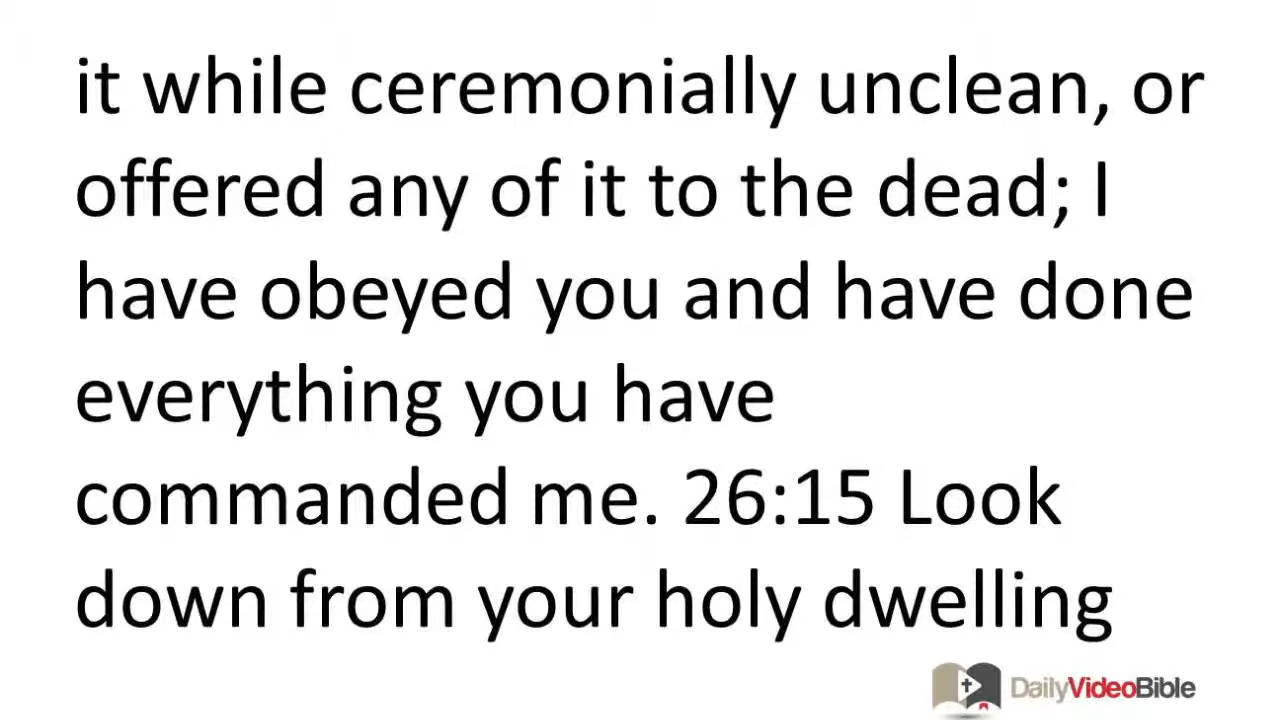 it while ceremonially unclean, or
offered any of it to the dead; I
have obeyed you and have done
everything you have
commanded me. 26:15 Look
down from your holy dwelling
DailyVideoBible